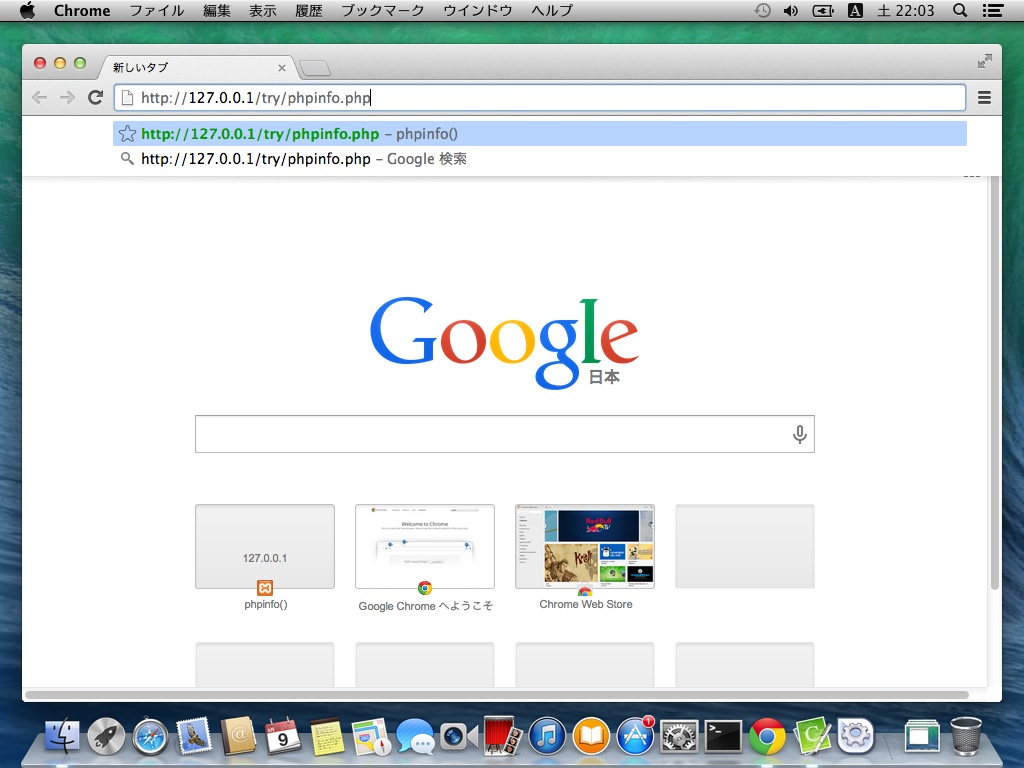 Chrome ファイル 編集 表示 履歴 ブックマーク ウインドウ ヘルプ A 土 22:03
新しいタブ
http://127.0.0.1/try/phpinfo.php
http://127.0.0.1/try/phpinfo.php – phpinfo()
http://127.0.0.1/try/phpinfo.php – Google 検索
Google
日本
127.0.0.1
Welcome to Chrome
Red Bull
TV
phpinfo()
Google Chrome へようこそ
Chrome Web Store
9
1